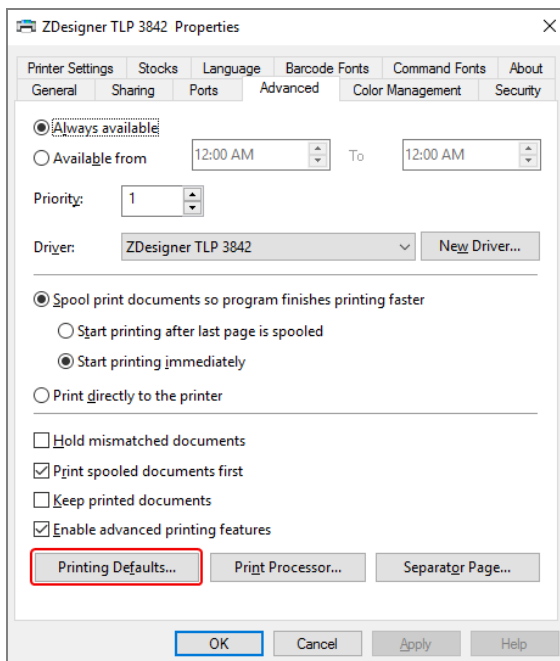 ZDesigner TLP 3842 Properties
Printer Settings Stocks Language Barcode Fonts Command Fonts About
General Sharing Ports Advanced Color Management Security
Always available
Available from 12:00 AM To 12:00 AM
Priority: 1
Driver: ZDesigner TLP 3842 New Driver...
Spool print documents so program finishes printing faster
Start printing after last page is spooled
Start printing immediately
Print directly to the printer
Hold mismatched documents
Print spooled documents first
Keep printed documents
Enable advanced printing features
Printing Defaults... Print Processor... Separator Page...
OK Cancel Apply Help